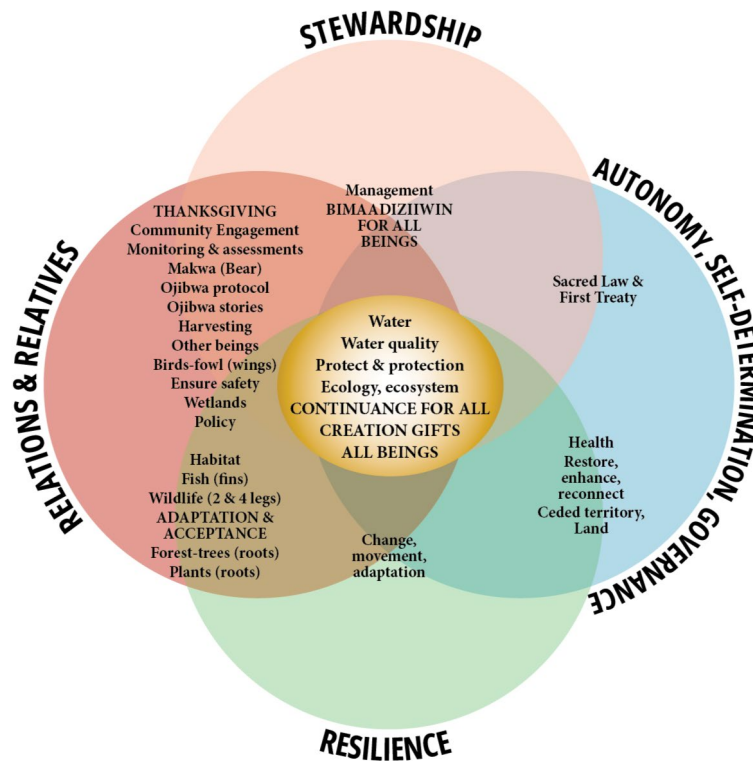 STEWARDSHIP
AUTONOMY, SELF-DETERMINATION, GOVERNANCE
RELATIONS & RELATIVES
THANKSGIVING
Community Engagement
Monitoring & assessments
Makwa (Bear)
Ojibwa protocol
Ojibwa stories
Harvesting
Other beings
Birds-fowl (wings)
Ensure safety
Wetlands
Policy
Habitat
Fish (fins)
Wildlife (2 & 4 legs)
ADAPTATION &
ACCEPTANCE
Forest-trees (roots)
Plants (roots)
Management
BIMAADIZIIWIN
FOR ALL
BEINGS
Water
Water quality
Protect & protection
Ecology, ecosystem
CONTINUANCE FOR ALL
CREATION GIFTS
ALL BEINGS
Change,
movement,
adaptation
Sacred Law &
First Treaty
Health
Restore,
enhance,
reconnect
Ceded territory,
Land
RESILIENCE